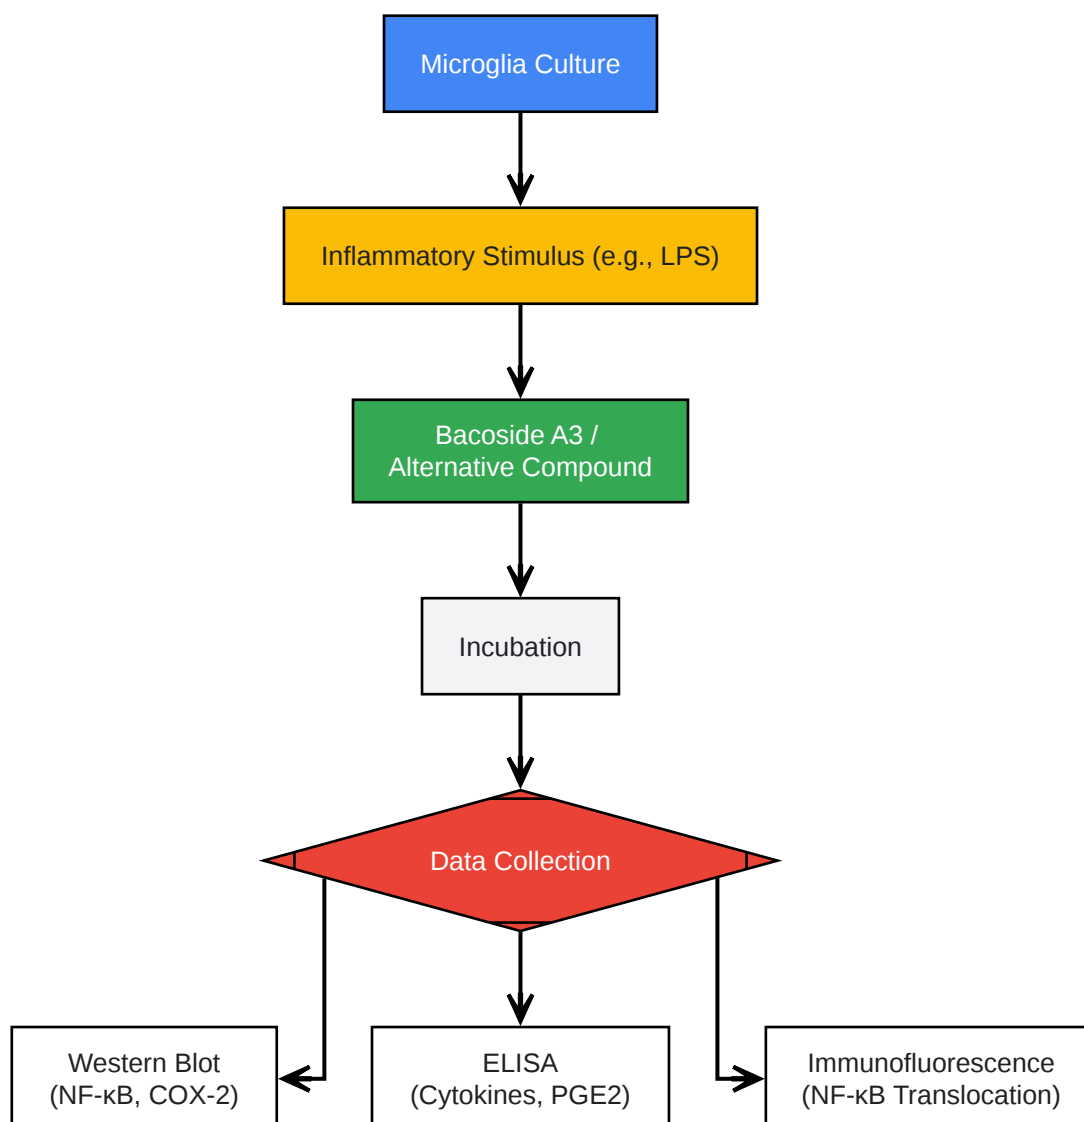 Microglia Culture
Inflammatory Stimulus (e.g., LPS)
Bacoside A3 /
Alternative Compound
Incubation
Data Collection
Western Blot
(NF-κB, COX-2)
ELISA
(Cytokines, PGE2)
Immunofluorescence
(NF-κB Translocation)